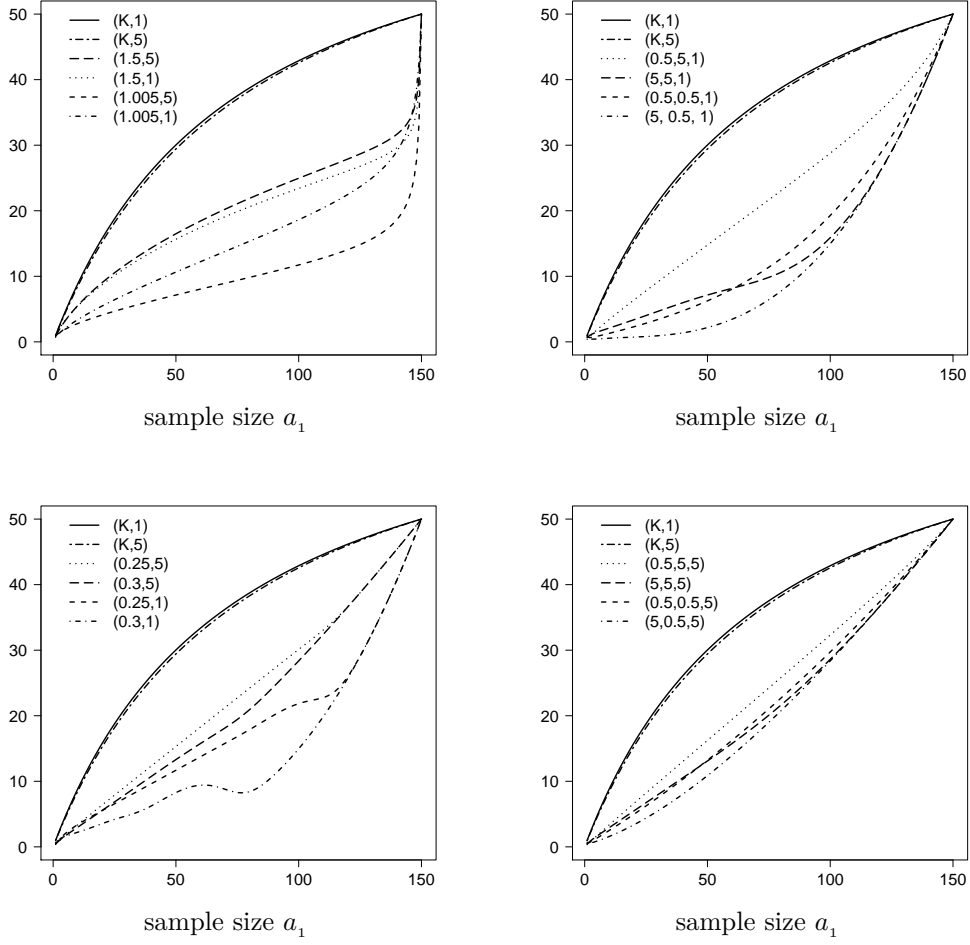 50
40
30
20
10
0
(K,1)
(K,5)
(1.5,5)
(1.5,1)
(1.005,5)
(1.005,1)
0 50 100 150
sample size a₁
50
40
30
20
10
0
(K,1)
(K,5)
(0.5,5,1)
(5,5,1)
(0.5,0.5,1)
(5, 0.5, 1)
0 50 100 150
sample size a₁
50
40
30
20
10
0
(K,1)
(K,5)
(0.25,5)
(0.3,5)
(0.25,1)
(0.3,1)
0 50 100 150
sample size a₁
50
40
30
20
10
0
(K,1)
(K,5)
(0.5,5,5)
(5,5,5)
(0.5,0.5,5)
(5,0.5,5)
0 50 100 150
sample size a₁